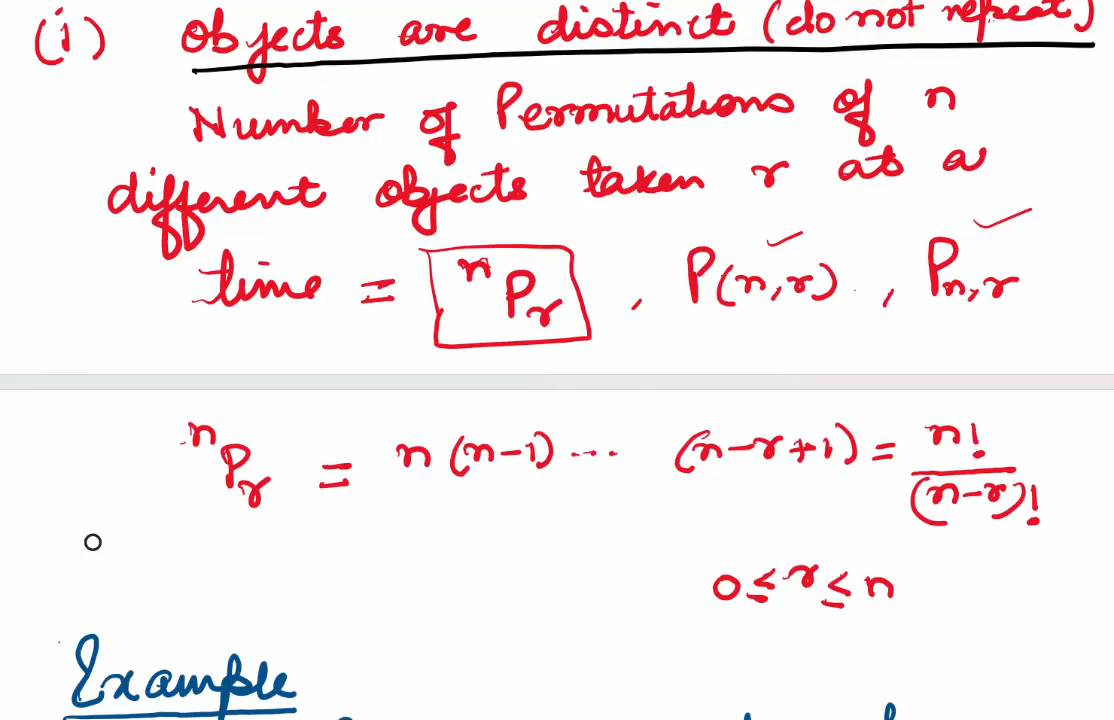 (i) Objects are distinct (do not repeat)
Number of Permutations of n
different objects taken r at a
time = ⁿPᵣ , P(n,r) , Pₙ,ᵣ
ⁿPᵣ = n(n-1)... (n-r+1) = n!/(n-r)!
0≤r≤n
Example